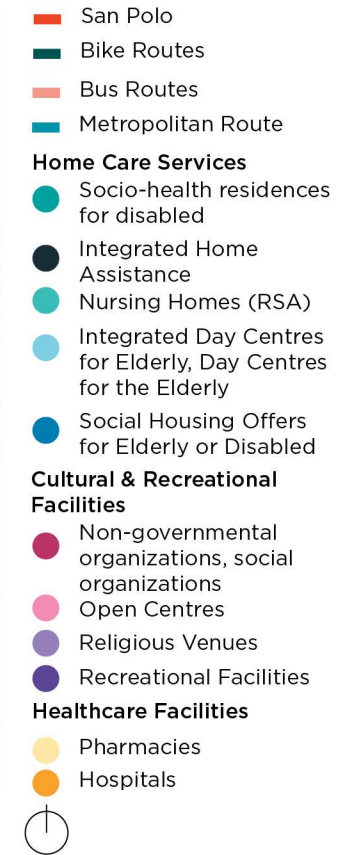 San Polo
Bike Routes
Bus Routes
Metropolitan Route
Home Care Services
Socio-health residences
for disabled
Integrated Home
Assistance
Nursing Homes (RSA)
Integrated Day Centres
for Elderly, Day Centres
for the Elderly
Social Housing Offers
for Elderly or Disabled
Cultural & Recreational
Facilities
Non-governmental
organizations, social
organizations
Open Centres
Religious Venues
Recreational Facilities
Healthcare Facilities
Pharmacies
Hospitals